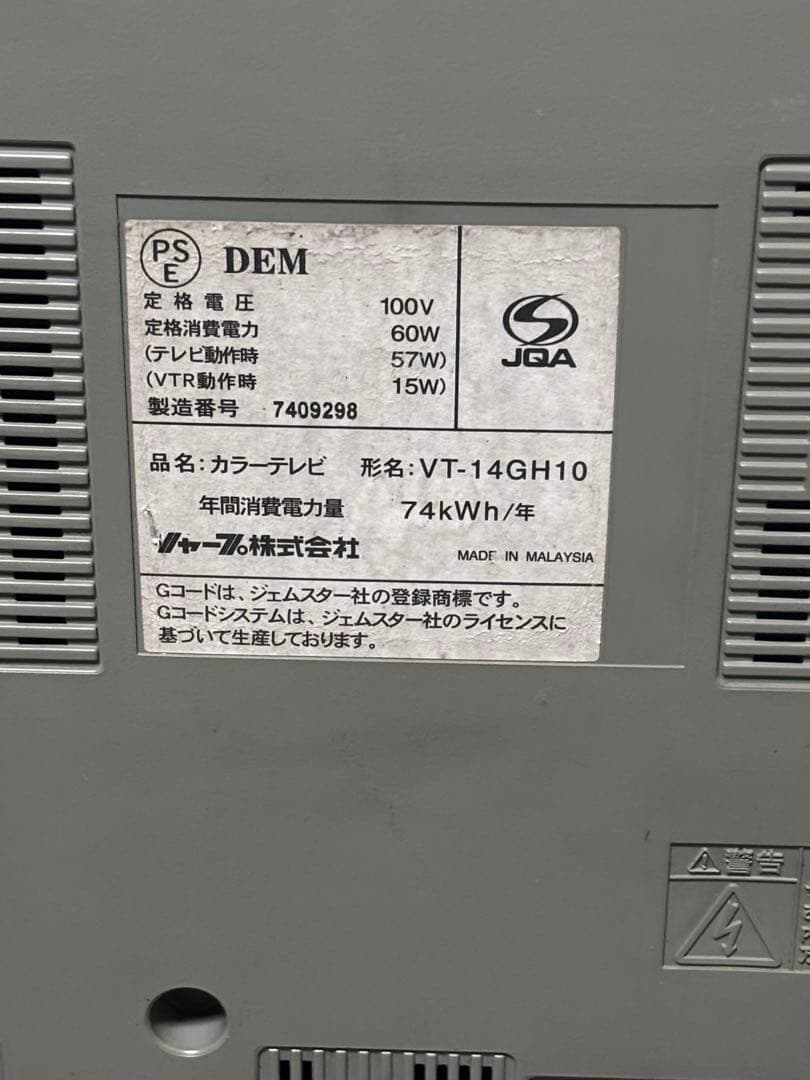 PS
E
DEM
定格電圧 100V
定格消費電力 60W
(テレビ動作時 57W)
(VTR動作時 15W)
製造番号 7409298
JQA
品名:カラーテレビ 形名:VT-14GH10
年間消費電力量 74kWh/年
シャープ株式会社 MADE IN MALAYSIA
Gコードは、ジェムスター社の登録商標です。
Gコードシステムは、ジェムスター社のライセンスに
基づいて生産しております。
警告